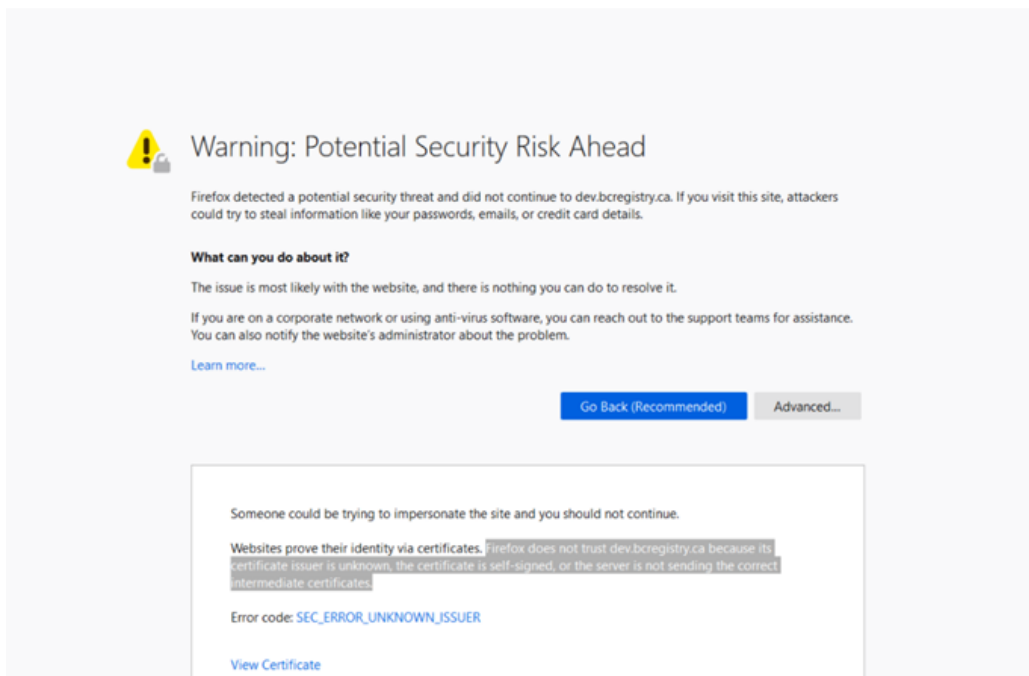 Warning: Potential Security Risk Ahead
Firefox detected a potential security threat and did not continue to dev.bcregistry.ca. If you visit this site, attackers
could try to steal information like your passwords, emails, or credit card details.
What can you do about it?
The issue is most likely with the website, and there is nothing you can do to resolve it.
If you are on a corporate network or using anti-virus software, you can reach out to the support teams for assistance.
You can also notify the website's administrator about the problem.
Learn more...
Go Back (Recommended)
Advanced...
Someone could be trying to impersonate the site and you should not continue.
Websites prove their identity via certificates. Firefox does not trust dev.bcregistry.ca because its
certificate issuer is unknown, the certificate is self-signed, or the server is not sending the correct
intermediate certificates.
Error code: SEC_ERROR_UNKNOWN_ISSUER
View Certificate